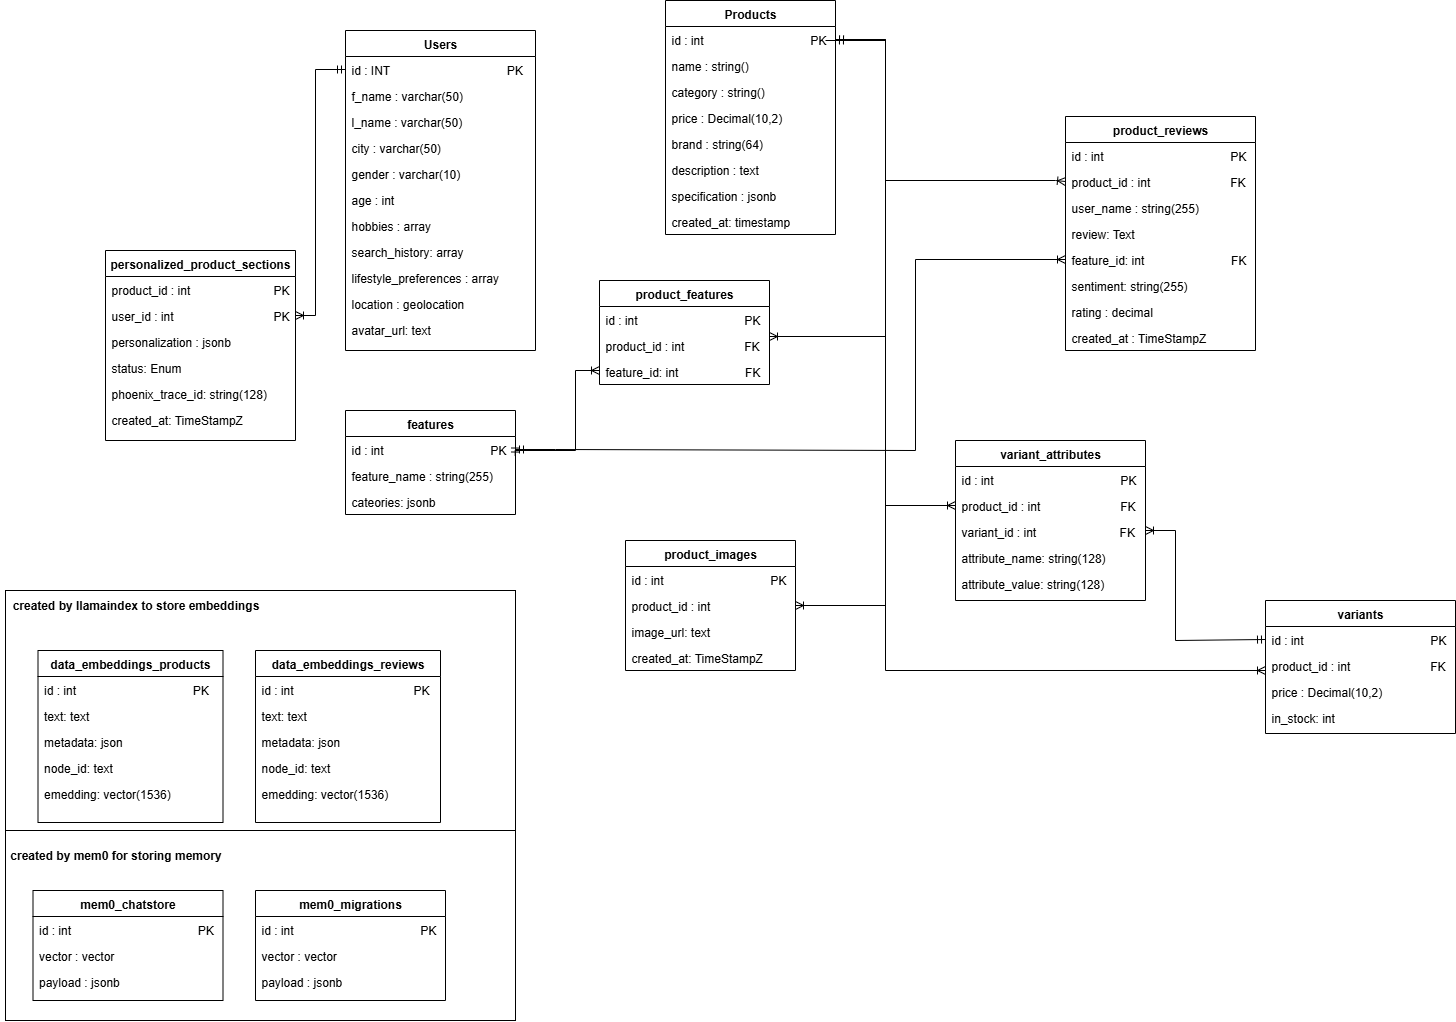 Products
id : int PK
name : string()
category : string()
price : Decimal(10,2)
brand : string(64)
description : text
specification : jsonb
created_at: timestamp
Users
id : INT PK
f_name : varchar(50)
l_name : varchar(50)
city : varchar(50)
gender : varchar(10)
age : int
hobbies : array
search_history: array
lifestyle_preferences : array
location : geolocation
avatar_url: text
product_reviews
id : int PK
product_id : int FK
user_name : string(255)
review: Text
feature_id: int FK
sentiment: string(255)
rating : decimal
created_at : TimeStampZ
personalized_product_sections
product_id : int PK
user_id : int PK
personalization : jsonb
status: Enum
phoenix_trace_id: string(128)
created_at: TimeStampZ
product_features
id : int PK
product_id : int FK
feature_id: int FK
features
id : int PK
feature_name : string(255)
cateories: jsonb
variant_attributes
id : int PK
product_id : int FK
variant_id : int FK
attribute_name: string(128)
attribute_value: string(128)
product_images
id : int PK
product_id : int
image_url: text
created_at: TimeStampZ
variants
id : int PK
product_id : int FK
price : Decimal(10,2)
in_stock: int
created by llamaindex to store embeddings
data_embeddings_products
id : int PK
text: text
metadata: json
node_id: text
emedding: vector(1536)
data_embeddings_reviews
id : int PK
text: text
metadata: json
node_id: text
emedding: vector(1536)
created by mem0 for storing memory
mem0_chatstore
id : int PK
vector : vector
payload : jsonb
mem0_migrations
id : int PK
vector : vector
payload : jsonb